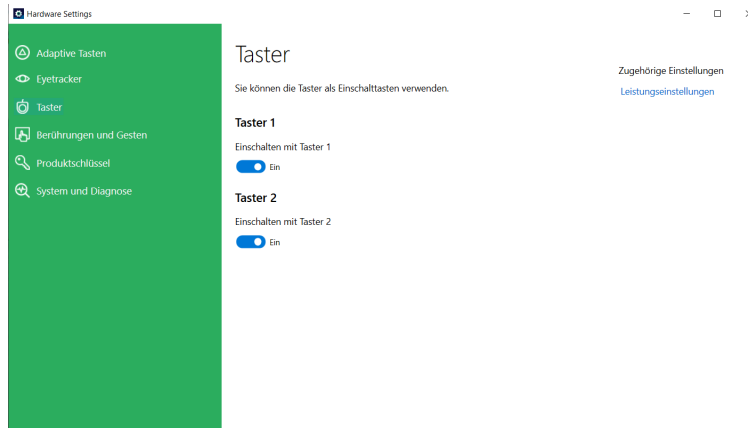 Hardware Settings
Adaptive Tasten
Eyetracker
Taster
Berührungen und Gesten
Produktschlüssel
System und Diagnose
Taster
Sie können die Taster als Einschalttasten verwenden.
Taster 1
Einschalten mit Taster 1
Ein
Taster 2
Einschalten mit Taster 2
Ein
Zugehörige Einstellungen
Leistungseinstellungen